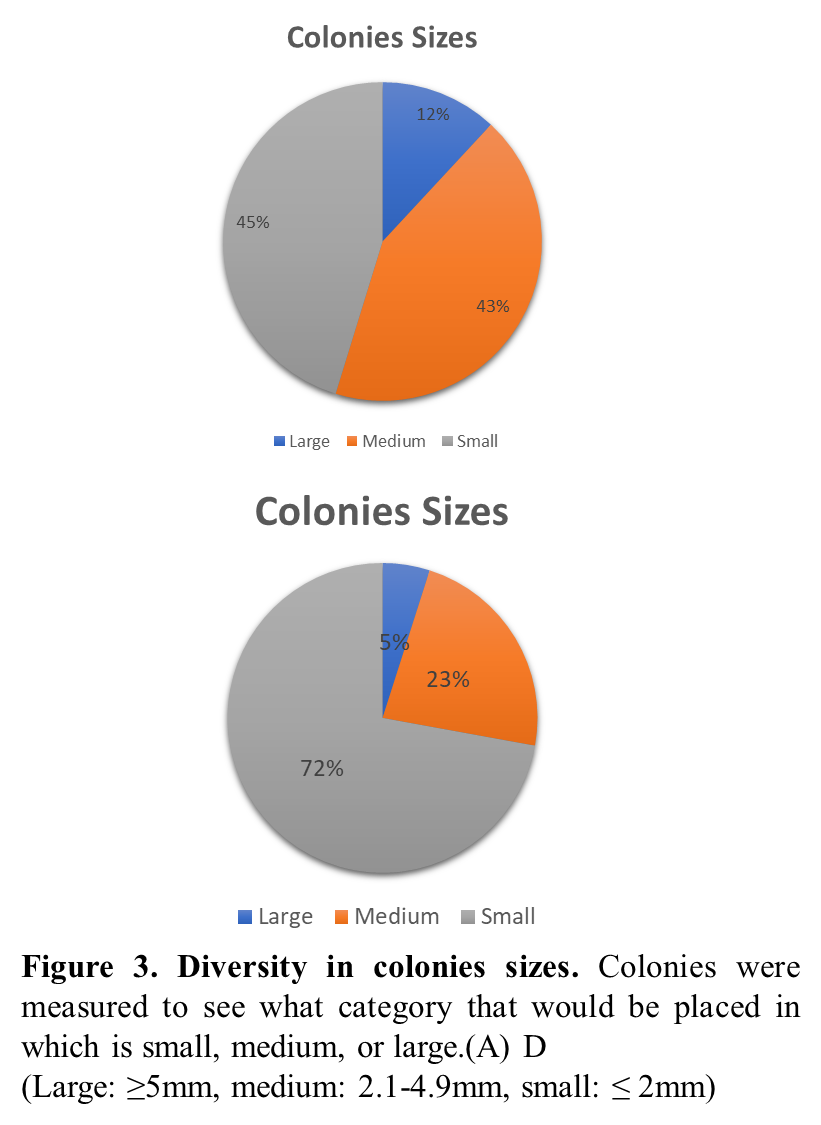 Colonies Sizes
12%
45%
43%
Large Medium Small
Colonies Sizes
5%
23%
72%
Large Medium Small
Figure 3. Diversity in colonies sizes. Colonies were
measured to see what category that would be placed in
which is small, medium, or large.(A) D
(Large: ≥5mm, medium: 2.1-4.9mm, small: ≤ 2mm)